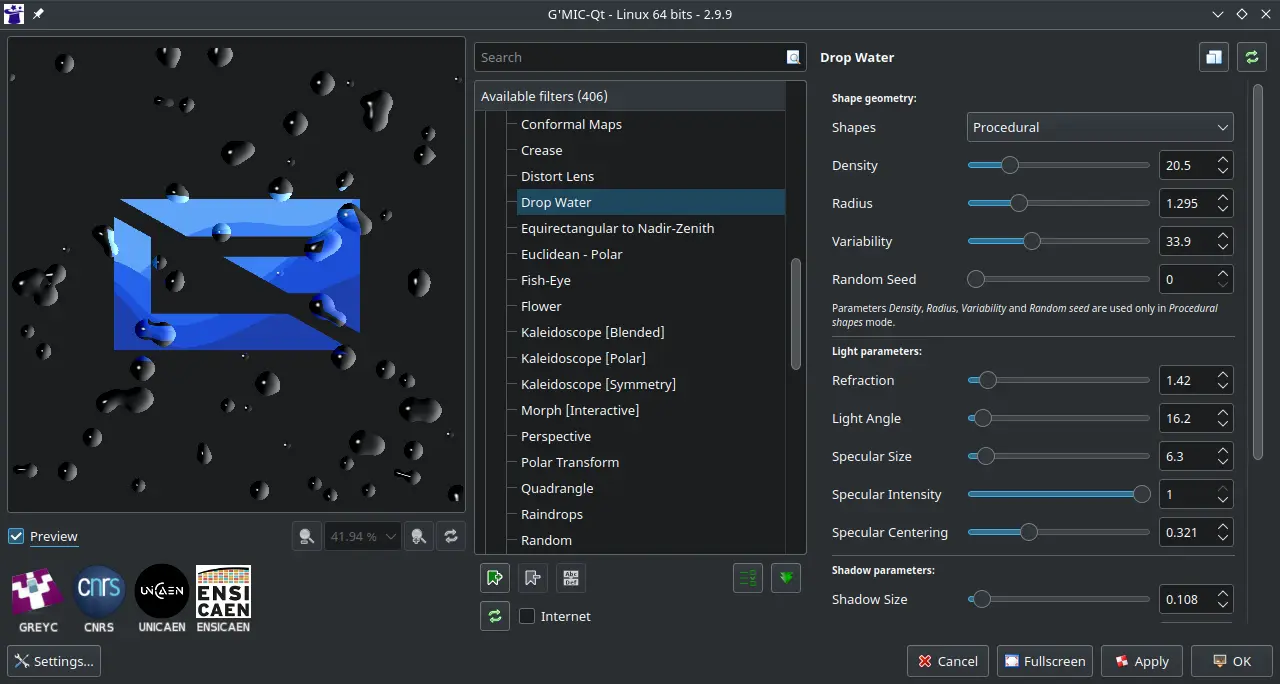 G'MIC-Qt - Linux 64 bits - 2.9.9
Search
Available filters (406)
Conformal Maps
Crease
Distort Lens
Drop Water
Equirectangular to Nadir-Zenith
Euclidean - Polar
Fish-Eye
Flower
Kaleidoscope [Blended]
Kaleidoscope [Polar]
Kaleidoscope [Symmetry]
Morph [Interactive]
Perspective
Polar Transform
Quadrangle
Raindrops
Random
Internet
Preview
41.94 %
cnrs
UNICAEN
ENSI
CAEN
GREYC
CNRS
UNICAEN
ENSICAEN
Settings...
Drop Water
Shape geometry:
Shapes
Procedural
Density
20.5
Radius
1.295
Variability
33.9
Random Seed
0
Parameters Density, Radius, Variability and Random seed are used only in Procedural
shapes mode.
Light parameters:
Refraction
1.42
Light Angle
16.2
Specular Size
6.3
Specular Intensity
1
Specular Centering
0.321
Shadow parameters:
Shadow Size
0.108
Cancel
Fullscreen
Apply
OK